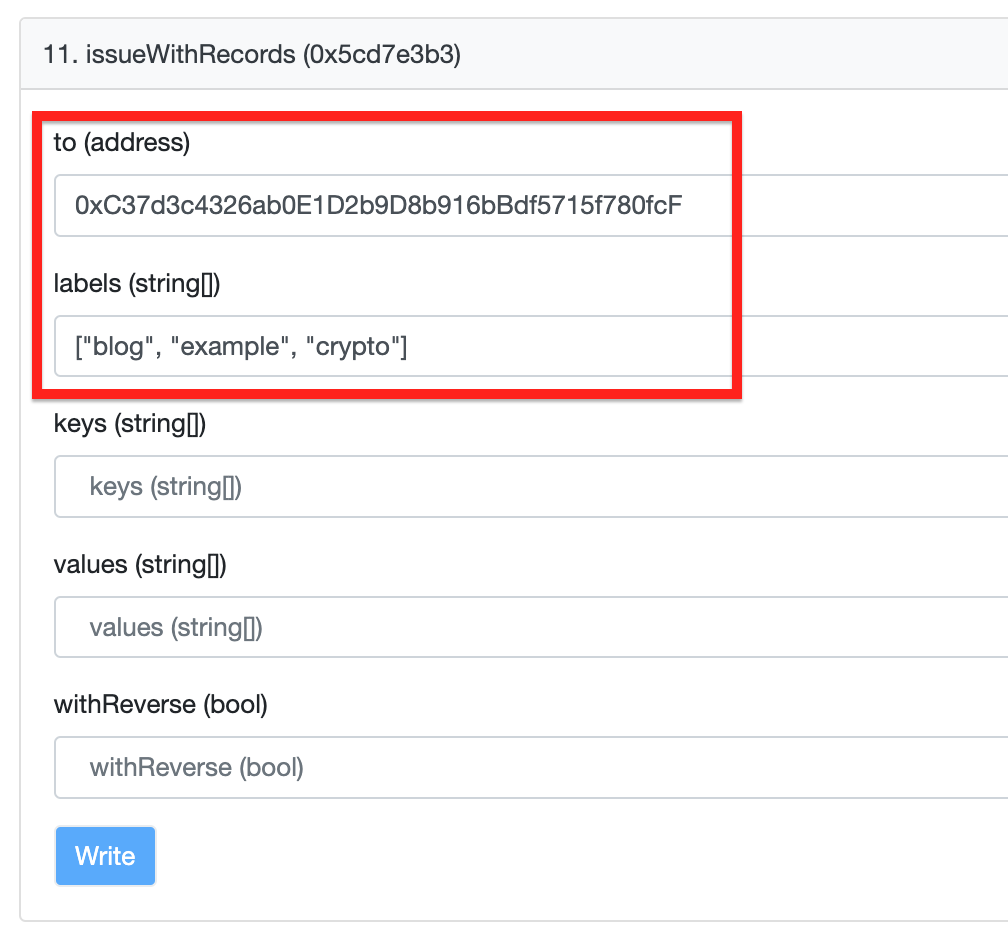 11. issueWithRecords (0x5cd7e3b3)
to (address)
0xC37d3c4326ab0E1D2b9D8b916bBdf5715f780fcF
labels (string[])
["blog", "example", "crypto"]
keys (string[])
keys (string[])
values (string[])
values (string[])
withReverse (bool)
withReverse (bool)
Write